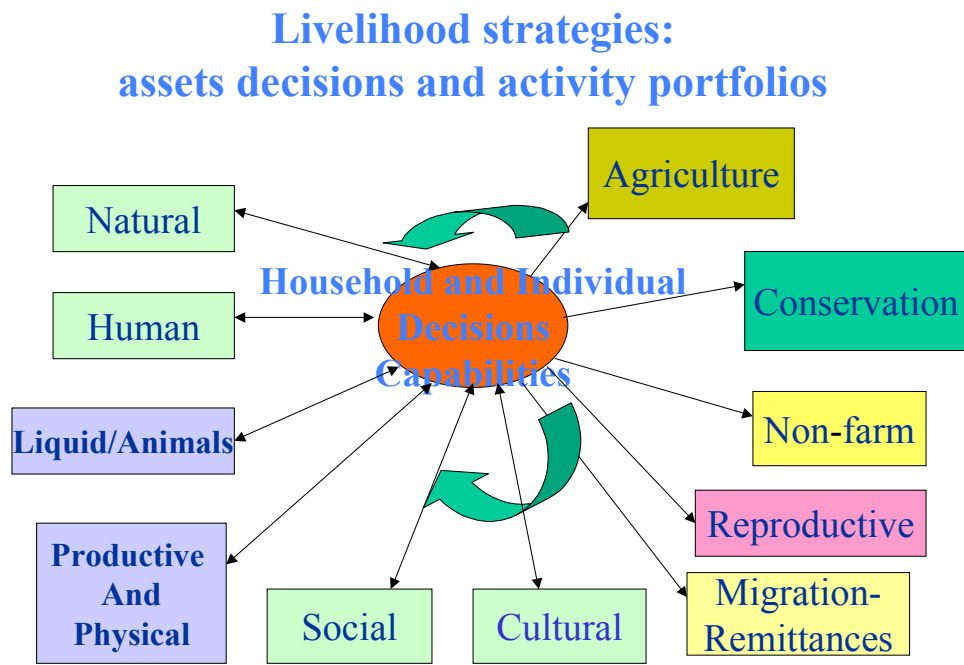 Livelihood strategies:
assets decisions and activity portfolios
Agriculture
Natural
Household and Individual
Decisions
Capabilities
Conservation
Human
Liquid/Animals
Non-farm
Reproductive
Productive
And
Physical
Social
Cultural
Migration-
Remittances